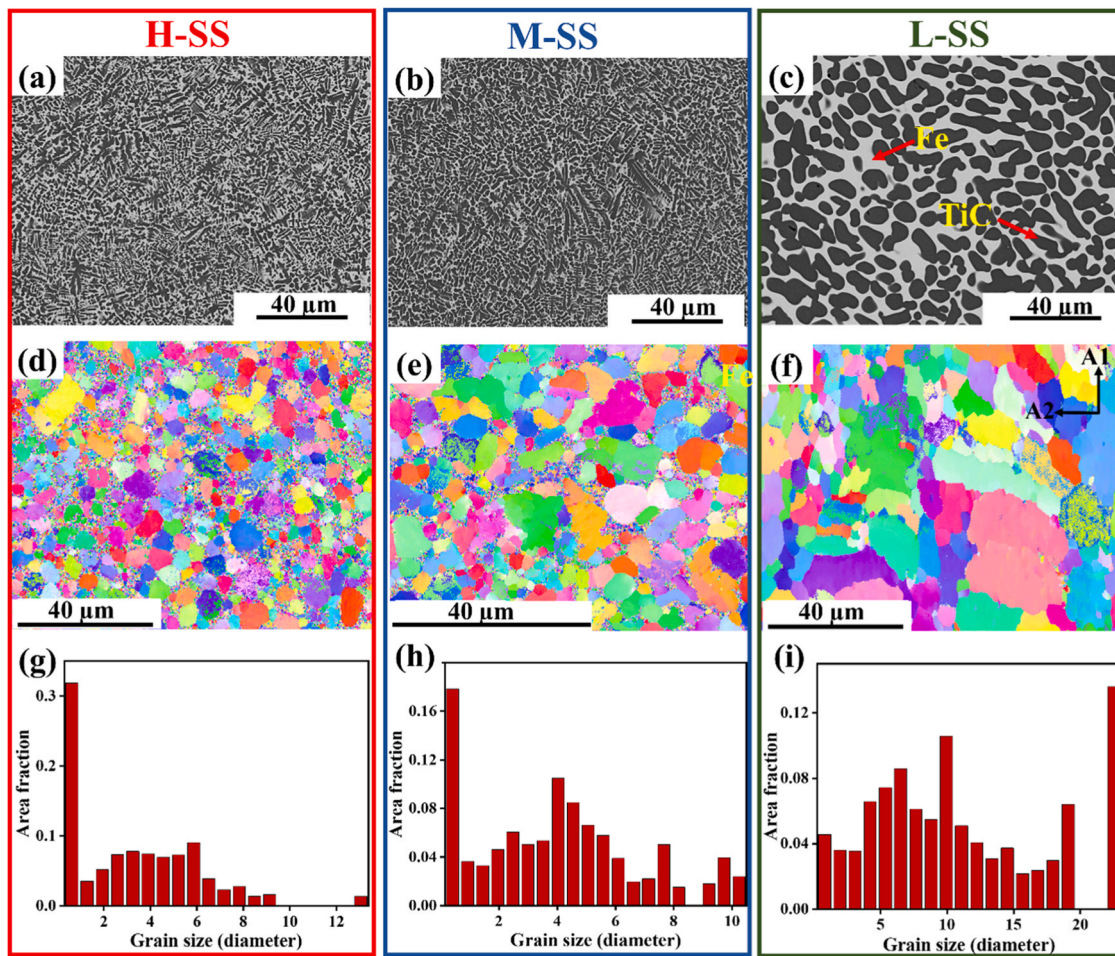 H-SS
M-SS
L-SS
(a)
(b)
(c)
Fe
TiC
40 µm
40 µm
40 µm
(d)
(e)
(f)
Fe
A1
A2
40 µm
40 µm
40 µm
(g)
(h)
(i)
Area fraction
0.3
0.2
0.1
0.0
2
4
6
8
10
12
Grain size (diameter)
Area fraction
0.16
0.12
0.08
0.04
0.00
2
4
6
8
10
Grain size (diameter)
Area fraction
0.12
0.08
0.04
0.00
5
10
15
20
Grain size (diameter)